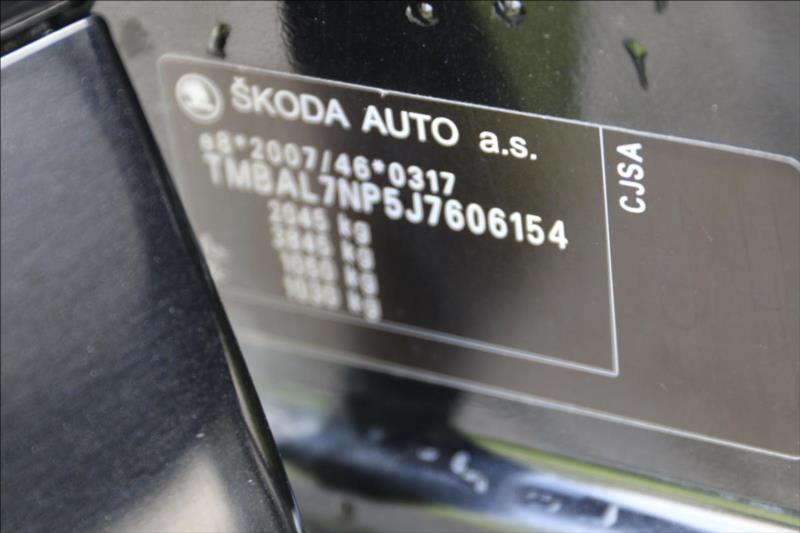 ŠKODA AUTO a.s.
e8*2007/46*0317
TMBAL7NP5J7606154
2045 kg
3845 kg
1050 kg
1030 kg
CJSA